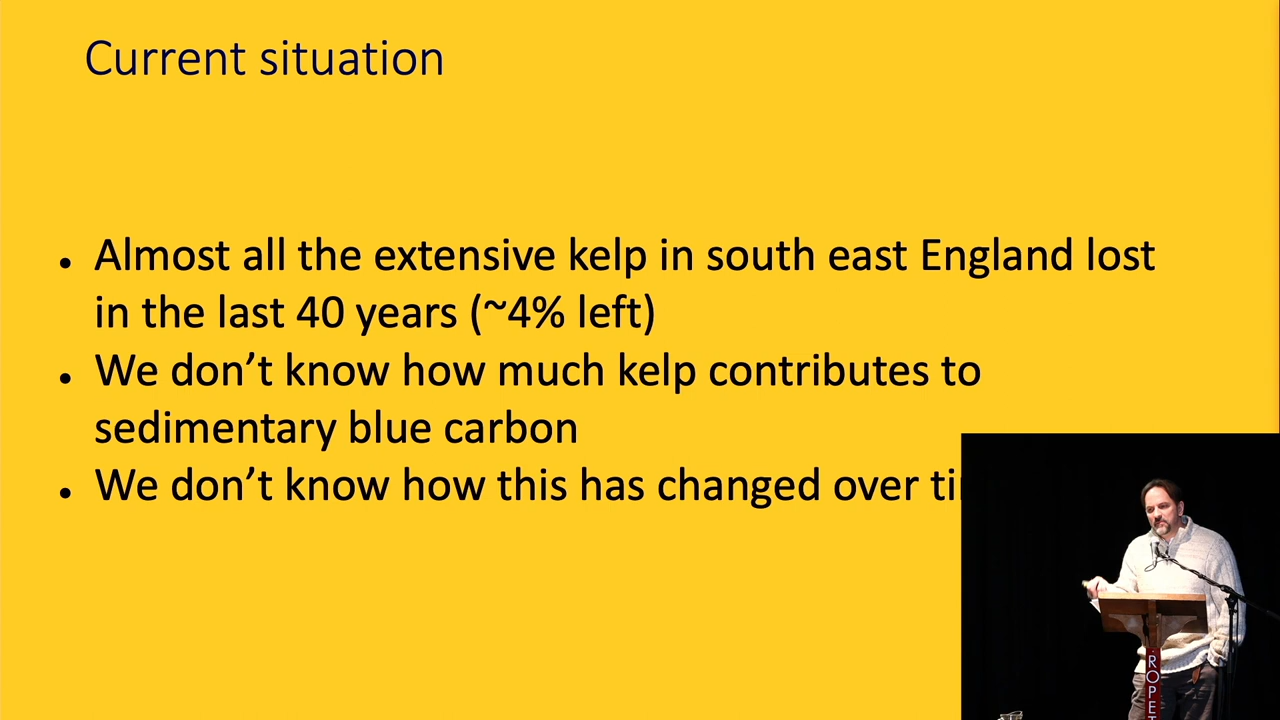 Current situation
Almost all the extensive kelp in south east England lost
in the last 40 years (~4% left)
We don’t know how much kelp contributes to
sedimentary blue carbon
We don’t know how this has changed over
ROPE